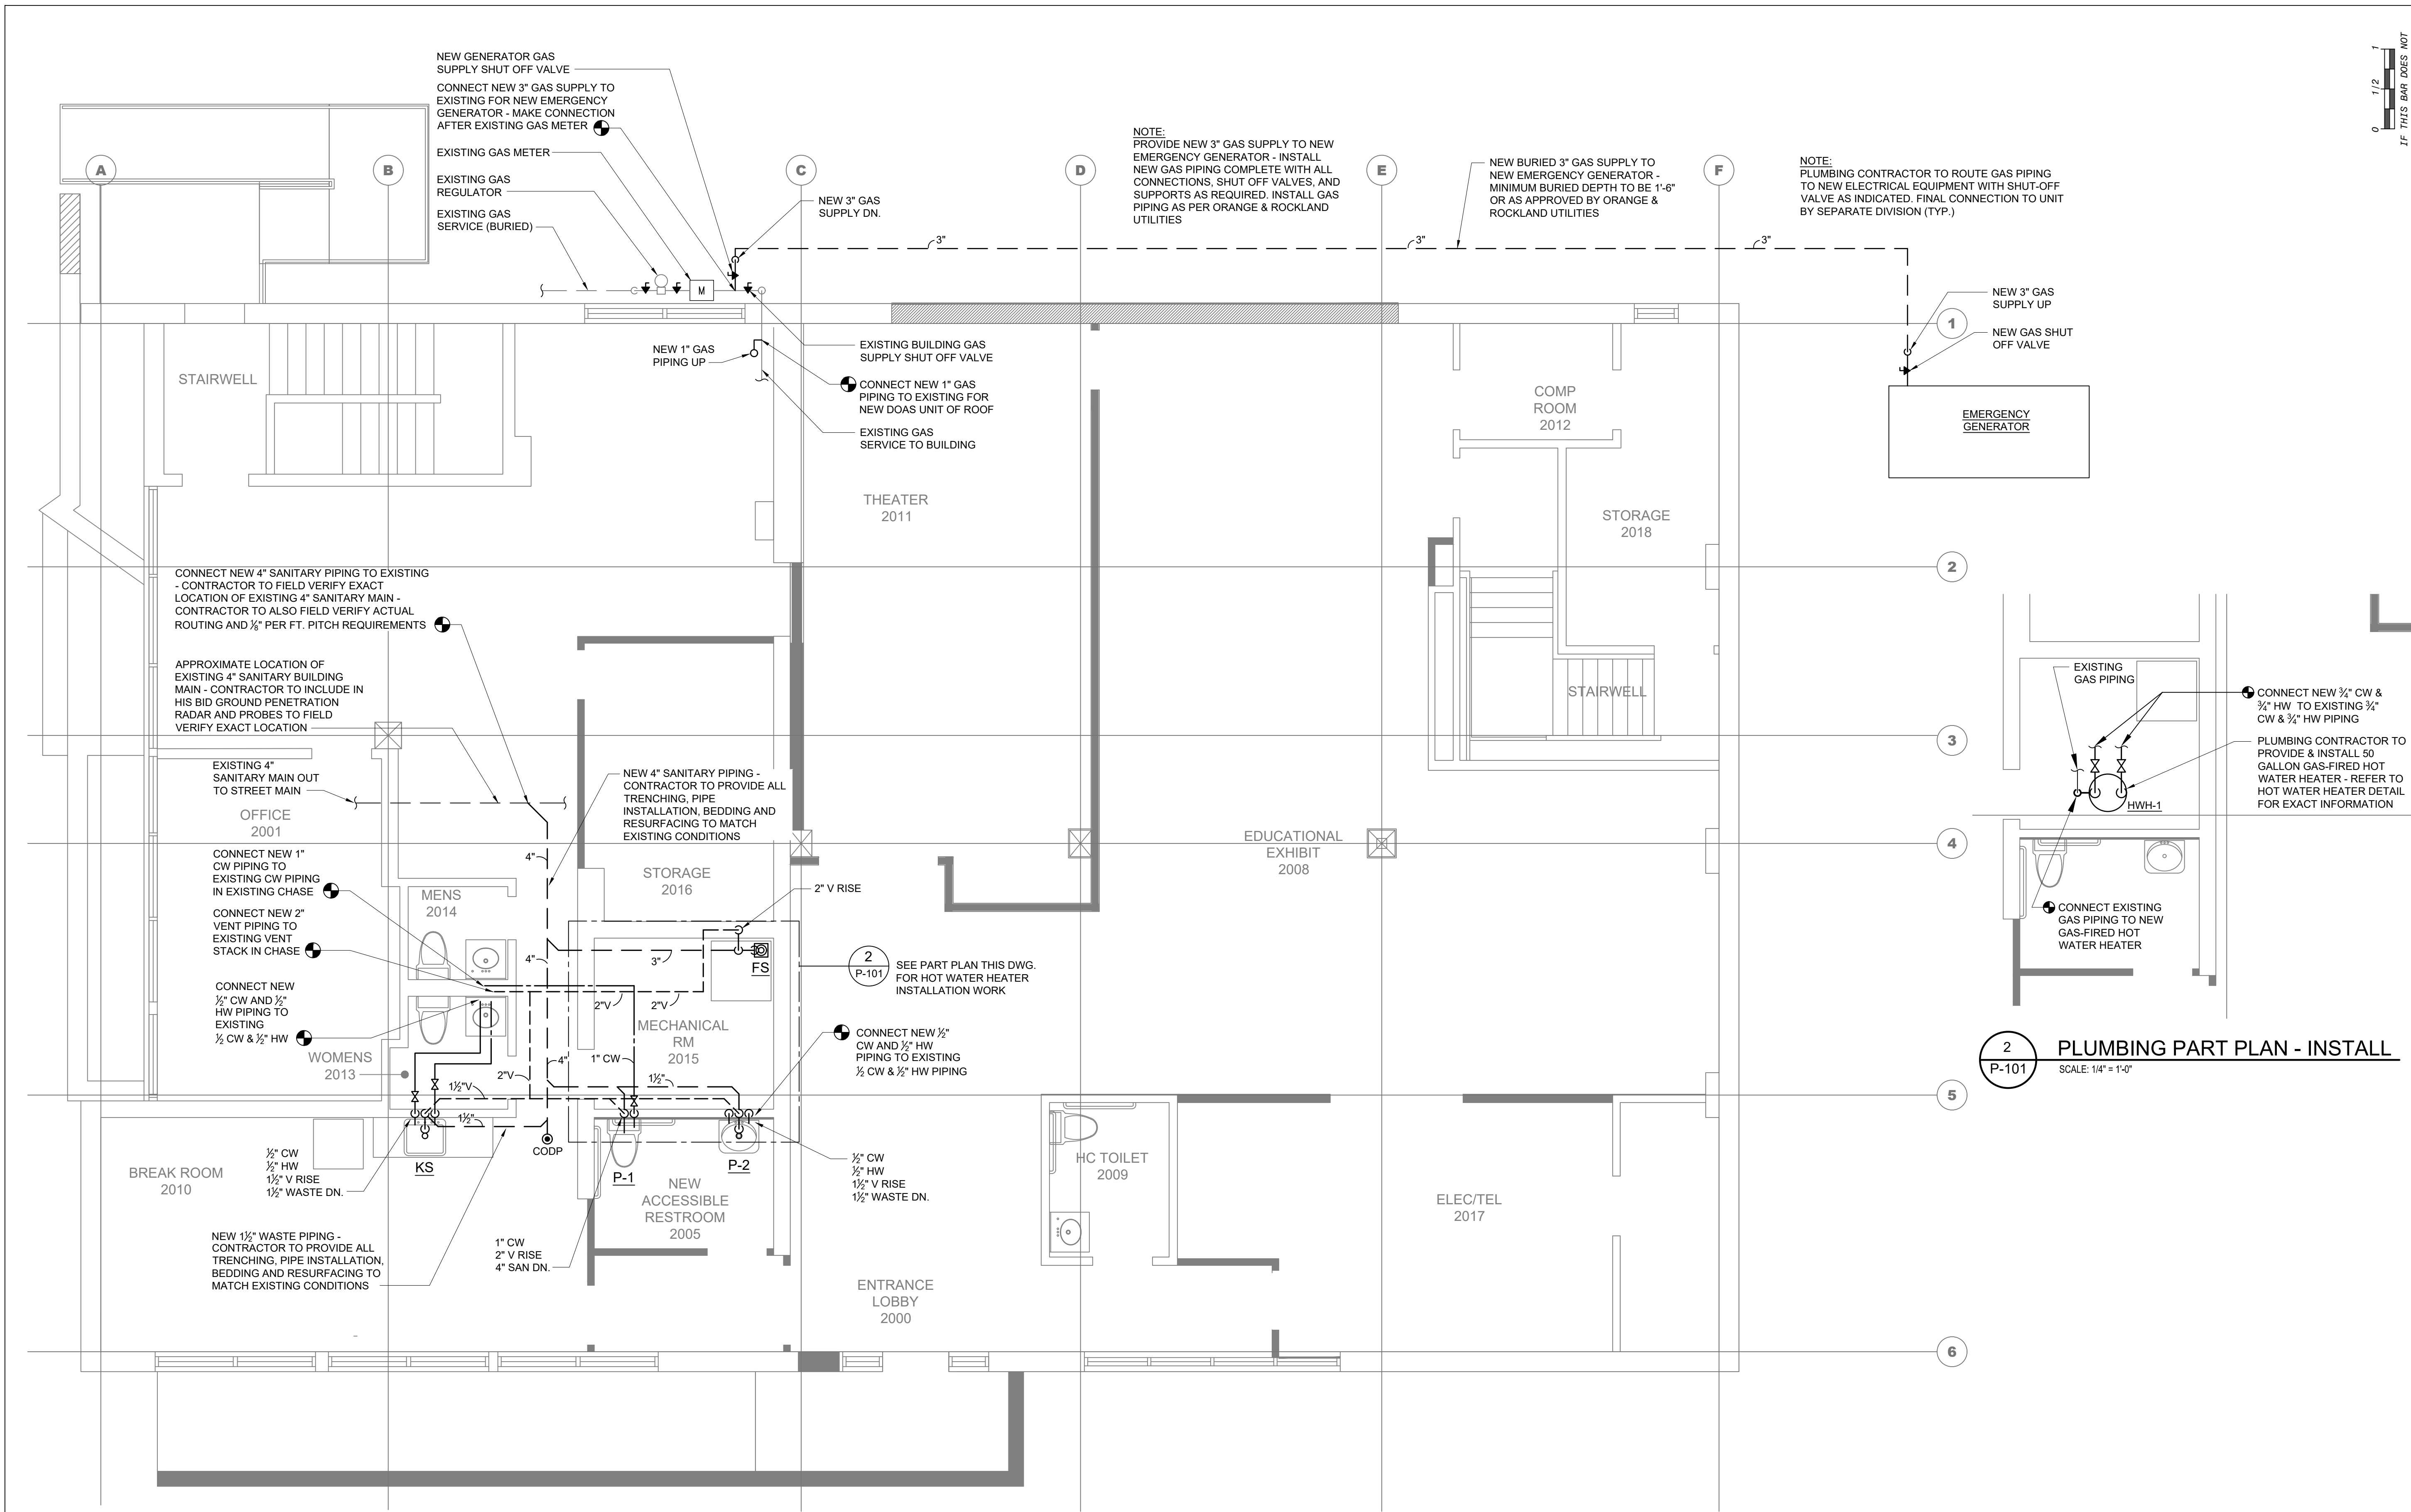 NEW GENERATOR GAS
SUPPLY SHUT OFF VALVE
CONNECT NEW 3" GAS SUPPLY TO
EXISTING FOR NEW EMERGENCY
GENERATOR - MAKE CONNECTION
AFTER EXISTING GAS METER
EXISTING GAS METER
EXISTING GAS
REGULATOR
EXISTING GAS
SERVICE (BURIED)
NEW 3" GAS
SUPPLY DN.
NOTE:
PROVIDE NEW 3" GAS SUPPLY TO NEW
EMERGENCY GENERATOR - INSTALL
NEW GAS PIPING COMPLETE WITH ALL
CONNECTIONS, SHUT OFF VALVES, AND
SUPPORTS AS REQUIRED. INSTALL GAS
PIPING AS PER ORANGE & ROCKLAND
UTILITIES
NEW BURIED 3" GAS SUPPLY TO
NEW EMERGENCY GENERATOR -
MINIMUM BURIED DEPTH TO BE 1'-6"
OR AS APPROVED BY ORANGE &
ROCKLAND UTILITIES
NOTE:
PLUMBING CONTRACTOR TO ROUTE GAS PIPING
TO NEW ELECTRICAL EQUIPMENT WITH SHUT-OFF
VALVE AS INDICATED. FINAL CONNECTION TO UNIT
BY SEPARATE DIVISION (TYP.)
0 1/2 1
IF THIS BAR DOES NOT
A
B
C
D
E
F
3"
3"
3"
M
NEW 3" GAS
SUPPLY UP
1
NEW GAS SHUT
OFF VALVE
EMERGENCY
GENERATOR
NEW 1" GAS
PIPING UP
EXISTING BUILDING GAS
SUPPLY SHUT OFF VALVE
CONNECT NEW 1" GAS
PIPING TO EXISTING FOR
NEW DOAS UNIT OF ROOF
EXISTING GAS
SERVICE TO BUILDING
STAIRWELL
COMP
ROOM
2012
THEATER
2011
STORAGE
2018
2
CONNECT NEW 4" SANITARY PIPING TO EXISTING
- CONTRACTOR TO FIELD VERIFY EXACT
LOCATION OF EXISTING 4" SANITARY MAIN -
CONTRACTOR TO ALSO FIELD VERIFY ACTUAL
ROUTING AND ⅛" PER FT. PITCH REQUIREMENTS
APPROXIMATE LOCATION OF
EXISTING 4" SANITARY BUILDING
MAIN - CONTRACTOR TO INCLUDE IN
HIS BID GROUND PENETRATION
RADAR AND PROBES TO FIELD
VERIFY EXACT LOCATION
STAIRWELL
3
EXISTING 4"
SANITARY MAIN OUT
TO STREET MAIN
OFFICE
2001
NEW 4" SANITARY PIPING -
CONTRACTOR TO PROVIDE ALL
TRENCHING, PIPE
INSTALLATION, BEDDING AND
RESURFACING TO MATCH
EXISTING CONDITIONS
EXISTING
GAS PIPING
CONNECT NEW ¾" CW &
¾" HW TO EXISTING ¾"
CW & ¾" HW PIPING
PLUMBING CONTRACTOR TO
PROVIDE & INSTALL 50
GALLON GAS-FIRED HOT
WATER HEATER - REFER TO
HOT WATER HEATER DETAIL
FOR EXACT INFORMATION
HWH-1
4
CONNECT NEW 1"
CW PIPING TO
EXISTING CW PIPING
IN EXISTING CHASE
MENS
2014
4"
STORAGE
2016
EDUCATIONAL
EXHIBIT
2008
2" V RISE
CONNECT NEW 2"
VENT PIPING TO
EXISTING VENT
STACK IN CHASE
4"
3"
FS
2
P-101
SEE PART PLAN THIS DWG.
FOR HOT WATER HEATER
INSTALLATION WORK
CONNECT EXISTING
GAS PIPING TO NEW
GAS-FIRED HOT
WATER HEATER
CONNECT NEW
½" CW AND ½"
HW PIPING TO
EXISTING
½ CW & ½" HW
2"V
2"V
MECHANICAL
RM
2015
WOMENS
2013
4"
1" CW
2"V
1½"V
1½"
1½"
CONNECT NEW ½"
CW AND ½" HW
PIPING TO EXISTING
½ CW & ½" HW PIPING
2
P-101
PLUMBING PART PLAN - INSTALL
SCALE: 1/4" = 1'-0"
5
BREAK ROOM
2010
½" CW
½" HW
1½" V RISE
1½" WASTE DN.
KS
CODP
P-1
P-2
NEW
ACCESSIBLE
RESTROOM
2005
½" CW
½" HW
1½" V RISE
1½" WASTE DN.
HC TOILET
2009
ELEC/TEL
2017
NEW 1½" WASTE PIPING -
CONTRACTOR TO PROVIDE ALL
TRENCHING, PIPE INSTALLATION,
BEDDING AND RESURFACING TO
MATCH EXISTING CONDITIONS
1" CW
2" V RISE
4" SAN DN.
ENTRANCE
LOBBY
2000
6